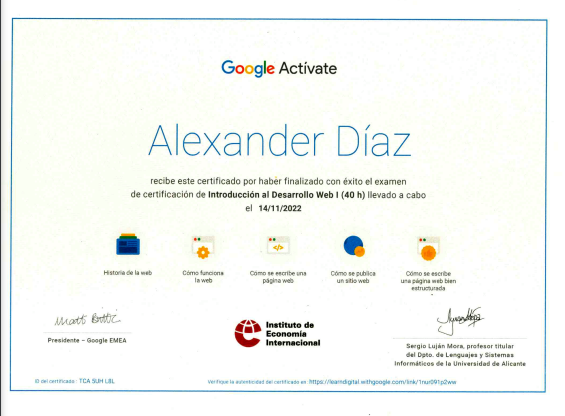 Google Actívate
Alexander Díaz
recibe este certificado por haber finalizado con éxito el examen
de certificación de Introducción al Desarrollo Web I (40 h) llevado a cabo
el 14/11/2022
Historia de la web
Cómo funciona
la web
Cómo se escribe una
página web
Cómo se publica
un sitio web
Cómo se escribe
una página web bien
estructurada
Presidente – Google EMEA
Instituto de
Economía
Internacional
Sergio Luján Mora, profesor titular
del Dpto. de Lenguajes y Sistemas
Informáticos de la Universidad de Alicante
ID del certificado: TCA 5UH LBL
Verifique la autenticidad del certificado en: https://learndigital.withgoogle.com/link/1nur091p2ww